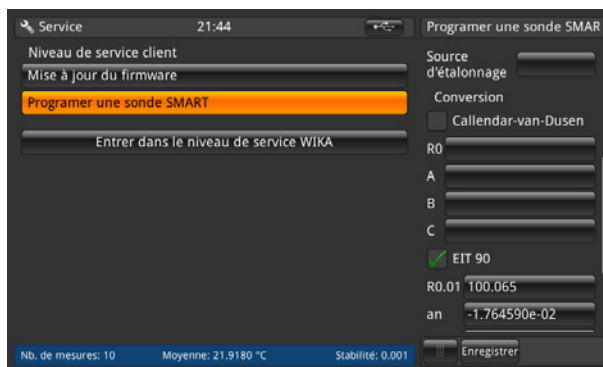 Service 21:44
Niveau de service client
Mise à jour du firmware
Programer une sonde SMART
Entrer dans le niveau de service WIKA
Nb. de mesures: 10 Moyenne: 21.9180 °C Stabilité: 0.001
Programer une sonde SMAR
Source
d'étalonnage
Conversion
Callendar-van-Dusen
R0
A
B
C
EIT 90
R0.01 100.065
an -1.764590e-02
Enregistrer